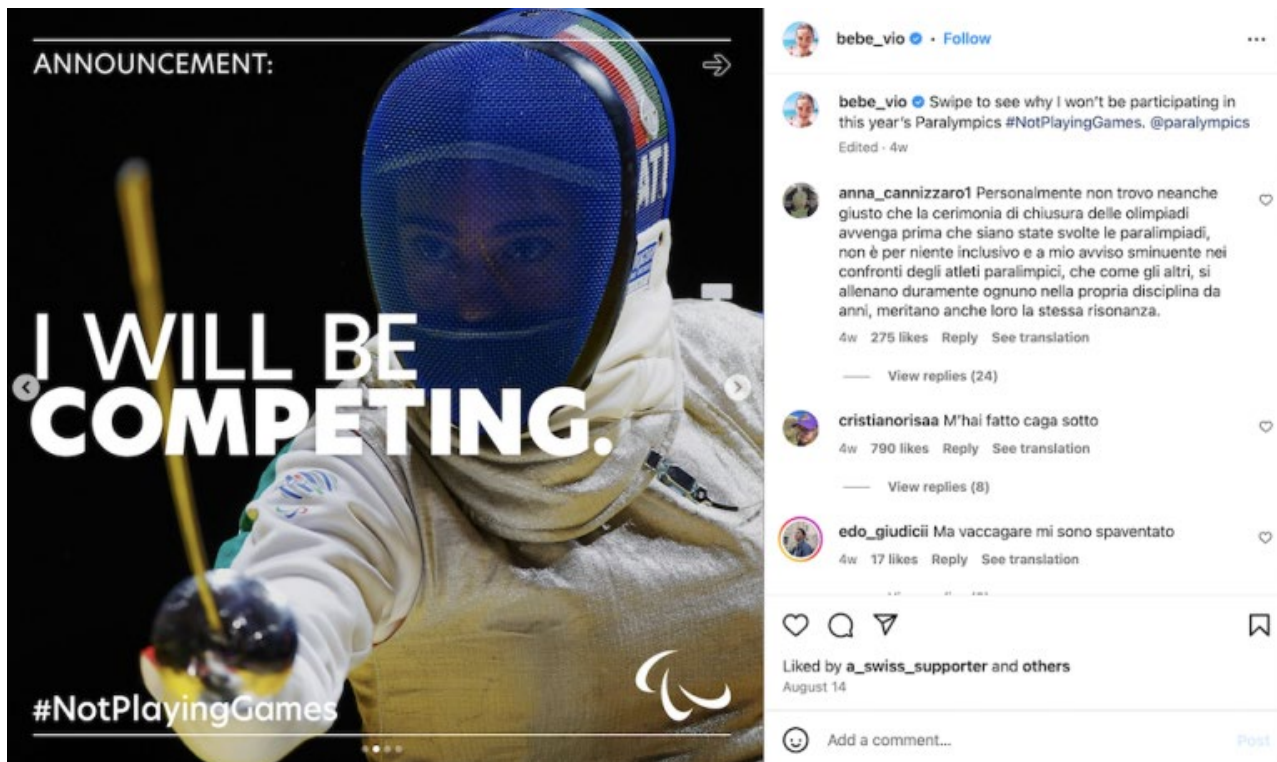 ANNOUNCEMENT:
ATI
I WILL BE
COMPETING.
#NotPlayingGames
bebe_vio • Follow
bebe_vio Swipe to see why I won't be participating in
this year's Paralympics #NotPlayingGames. @paralympics
Edited · 4w
anna_cannizzaro1 Personalmente non trovo neanche
giusto che la cerimonia di chiusura delle olimpiadi
avvenga prima che siano state svolte le paralimpiadi,
non è per niente inclusivo e a mio avviso sminuente nei
confronti degli atleti paralimpici, che come gli altri, si
allenano duramente ognuno nella propria disciplina da
anni, meritano anche loro la stessa risonanza.
4w 275 likes Reply See translation
View replies (24)
cristianorisaa M'hai fatto caga sotto
4w 790 likes Reply See translation
View replies (8)
edo_giudicii Ma vaccagare mi sono spaventato
4w 17 likes Reply See translation
Liked by a_swiss_supporter and others
August 14
Add a comment...
Post